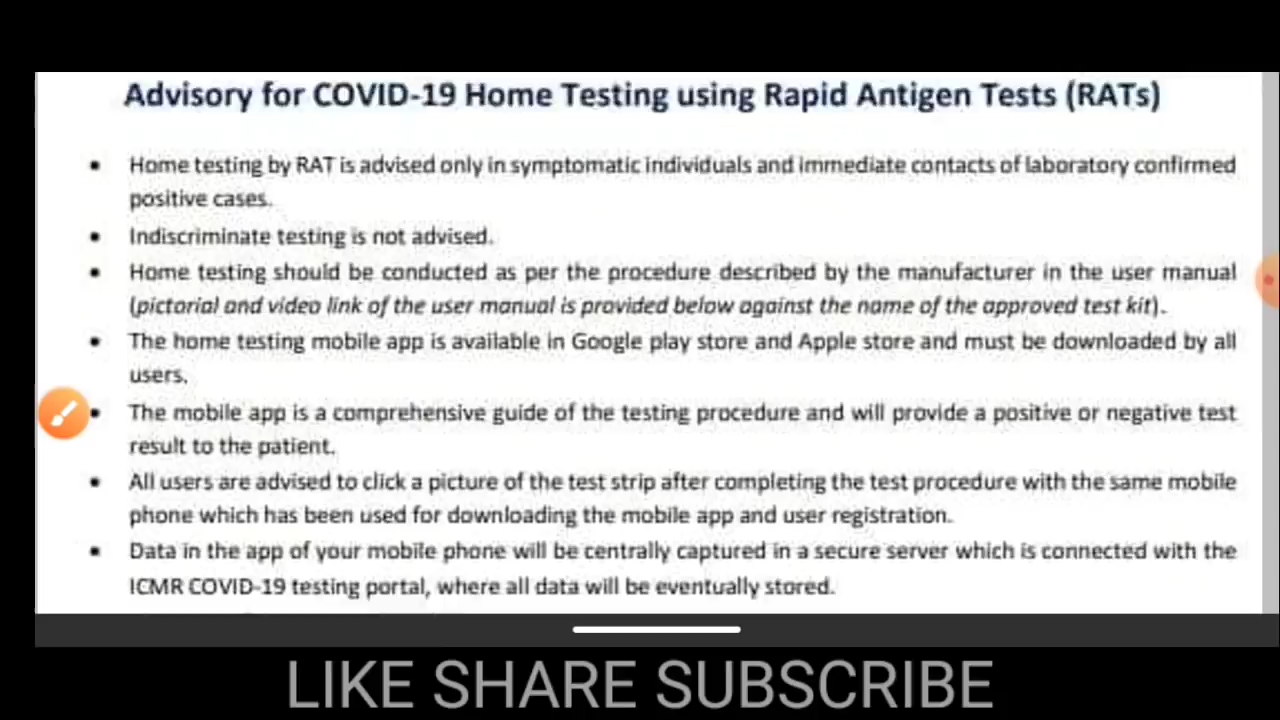 Advisory for COVID-19 Home Testing using Rapid Antigen Tests (RATs)
• Home testing by RAT is advised only in symptomatic individuals and immediate contacts of laboratory confirmed
positive cases.
• Indiscriminate testing is not advised.
• Home testing should be conducted as per the procedure described by the manufacturer in the user manual
(pictorial and video link of the user manual is provided below against the name of the approved test kit).
• The home testing mobile app is available in Google play store and Apple store and must be downloaded by all
users.
• The mobile app is a comprehensive guide of the testing procedure and will provide a positive or negative test
result to the patient.
• All users are advised to click a picture of the test strip after completing the test procedure with the same mobile
phone which has been used for downloading the mobile app and user registration.
• Data in the app of your mobile phone will be centrally captured in a secure server which is connected with the
ICMR COVID-19 testing portal, where all data will be eventually stored.
LIKE SHARE SUBSCRIBE